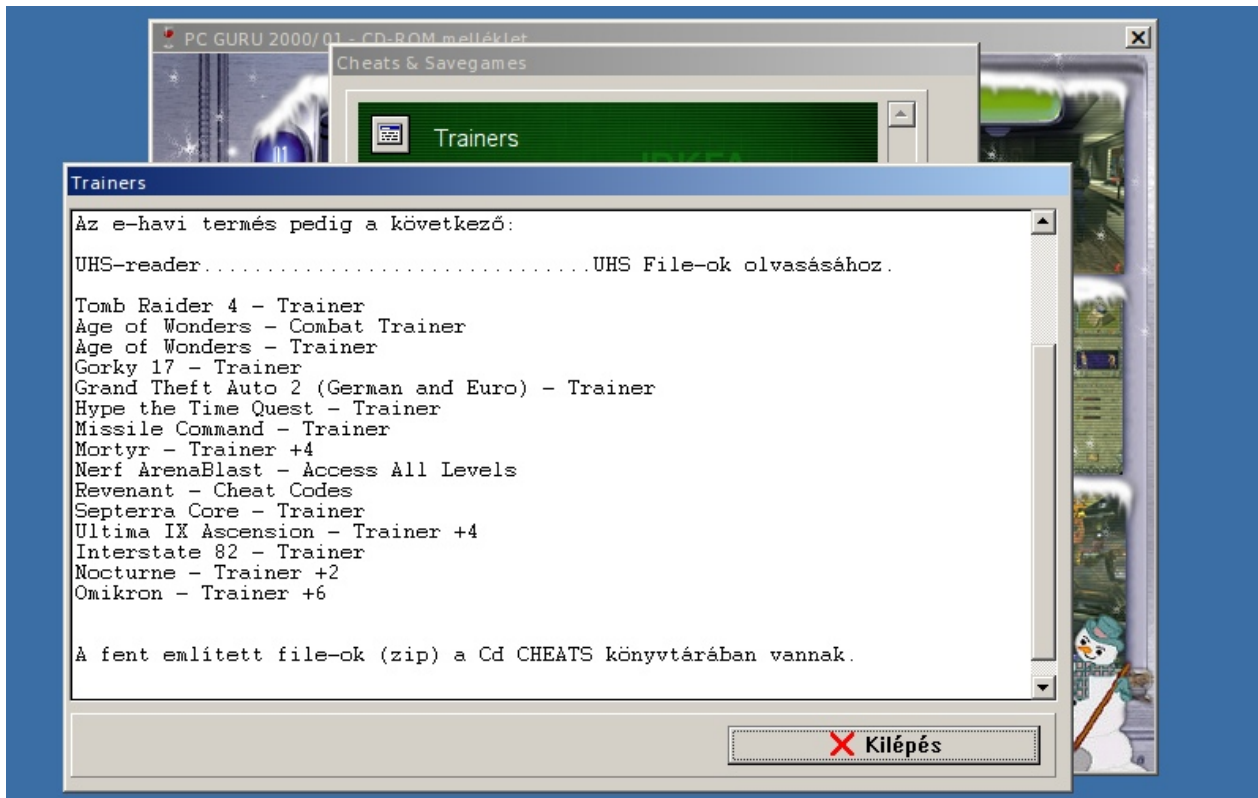 PC GURU 2000/01 - CD-ROM melléklet
Cheats & Savegames
01
Trainers
Trainers
Az e-havi termés pedig a következő:
UHS-reader...............................UHS File-ok olvasásához.
Tomb Raider 4 - Trainer
Age of Wonders - Combat Trainer
Age of Wonders - Trainer
Gorky 17 - Trainer
Grand Theft Auto 2 (German and Euro) - Trainer
Hype the Time Quest - Trainer
Missile Command - Trainer
Mortyr - Trainer +4
Nerf ArenaBlast - Access All Levels
Revenant - Cheat Codes
Septerra Core - Trainer
Ultima IX Ascension - Trainer +4
Interstate 82 - Trainer
Nocturne - Trainer +2
Omikron - Trainer +6
A fent említett file-ok (zip) a Cd CHEATS könyvtárában vannak.
Kilépés